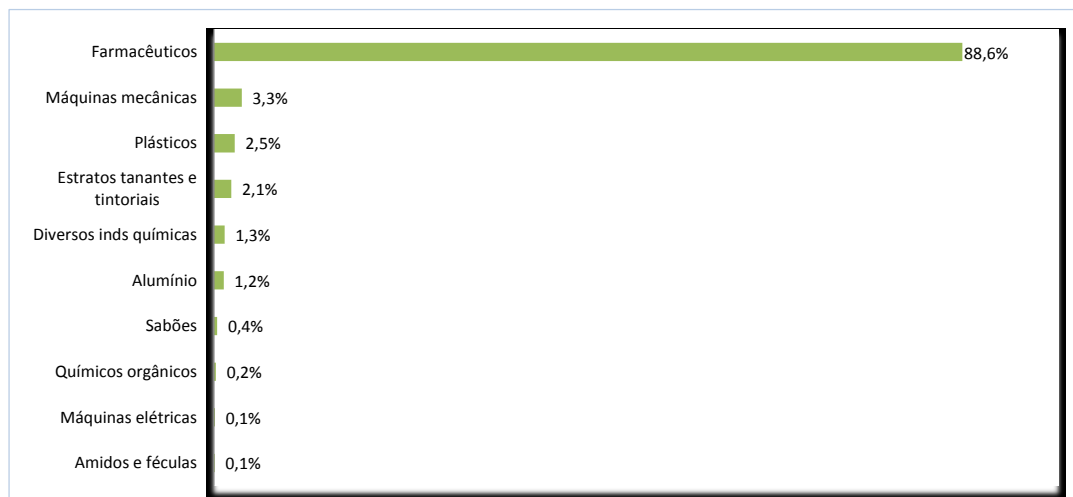 Farmacêuticos 88,6%
Máquinas mecânicas 3,3%
Plásticos 2,5%
Estratos tanantes e
tintoriais 2,1%
Diversos inds químicas 1,3%
Alumínio 1,2%
Sabões 0,4%
Químicos orgânicos 0,2%
Máquinas elétricas 0,1%
Amidos e féculas 0,1%